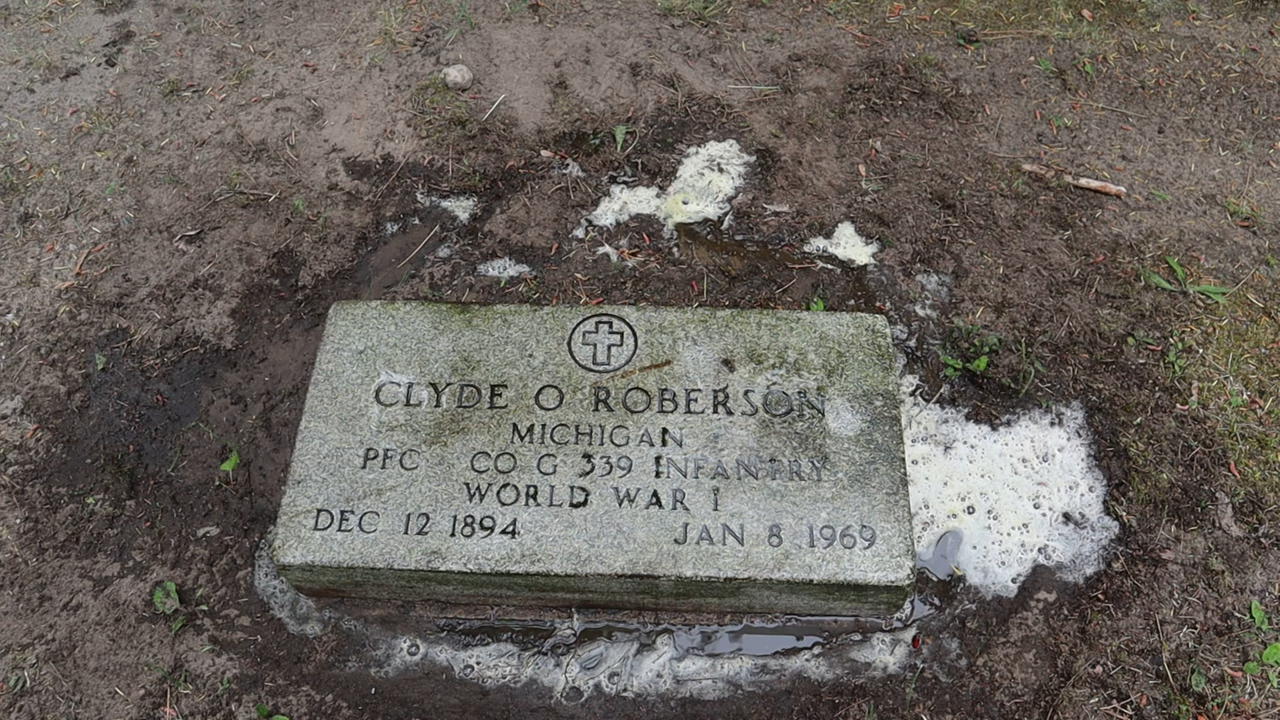 CLYDE O ROBERSON
MICHIGAN
PFC CO G 339 INFANTRY
WORLD WAR I
DEC 12 1894 JAN 8 1969